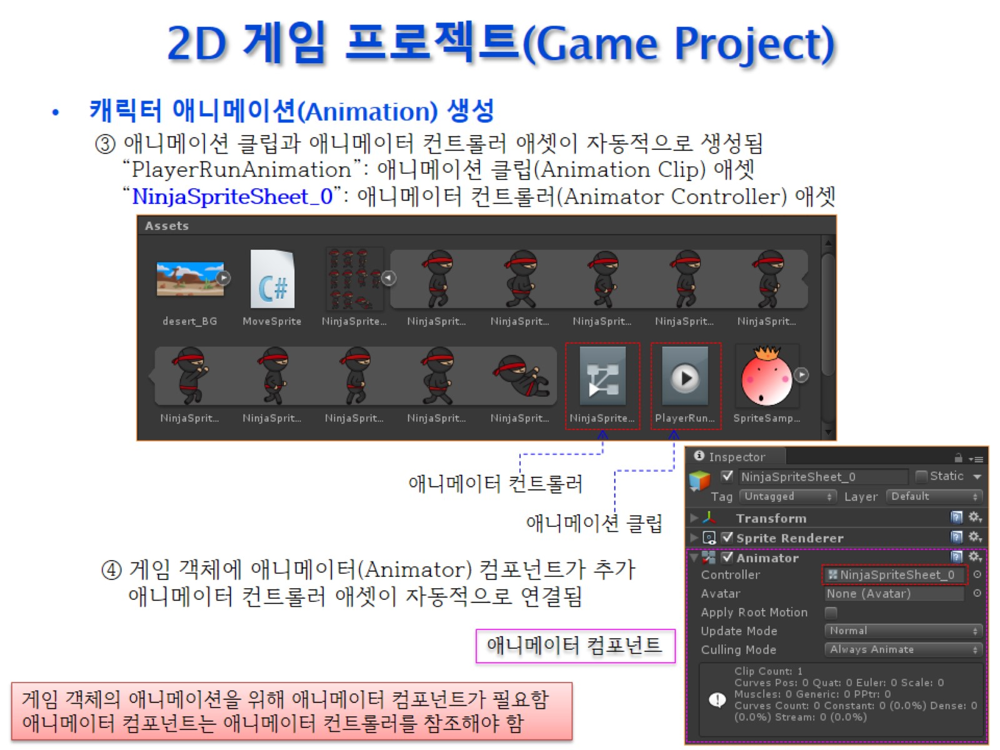 2D 게임 프로젝트(Game Project)
• 캐릭터 애니메이션(Animation) 생성
③ 애니메이션 클립과 애니메이터 컨트롤러 애셋이 자동적으로 생성됨
“PlayerRunAnimation”: 애니메이션 클립(Animation Clip) 애셋
“NinjaSpriteSheet_0”: 애니메이터 컨트롤러(Animator Controller) 애셋
Assets
desert_BG MoveSprite NinjaSprite... NinjaSprit... NinjaSprit... NinjaSprit... NinjaSprit... NinjaSprit...
C#
NinjaSprit... NinjaSprit... NinjaSprit... NinjaSprit... NinjaSprit... NinjaSprite... PlayerRun... SpriteSamp...
애니메이터 컨트롤러
애니메이션 클립
④ 게임 객체에 애니메이터(Animator) 컴포넌트가 추가
애니메이터 컨트롤러 애셋이 자동적으로 연결됨
애니메이터 컴포넌트
Inspector
NinjaSpriteSheet_0 Static
Tag Untagged Layer Default
Transform
Sprite Renderer
Animator
Controller NinjaSpriteSheet_0
Avatar None (Avatar)
Apply Root Motion
Update Mode Normal
Culling Mode Always Animate
Clip Count: 1
Curves Pos: 0 Quat: 0 Euler: 0 Scale: 0
Muscles: 0 Generic: 0 PPtr: 0
Curves Count: 0 Constant: 0 (0.0%) Dense: 0
(0.0%) Stream: 0 (0.0%)
게임 객체의 애니메이션을 위해 애니메이터 컴포넌트가 필요함
애니메이터 컴포넌트는 애니메이터 컨트롤러를 참조해야 함